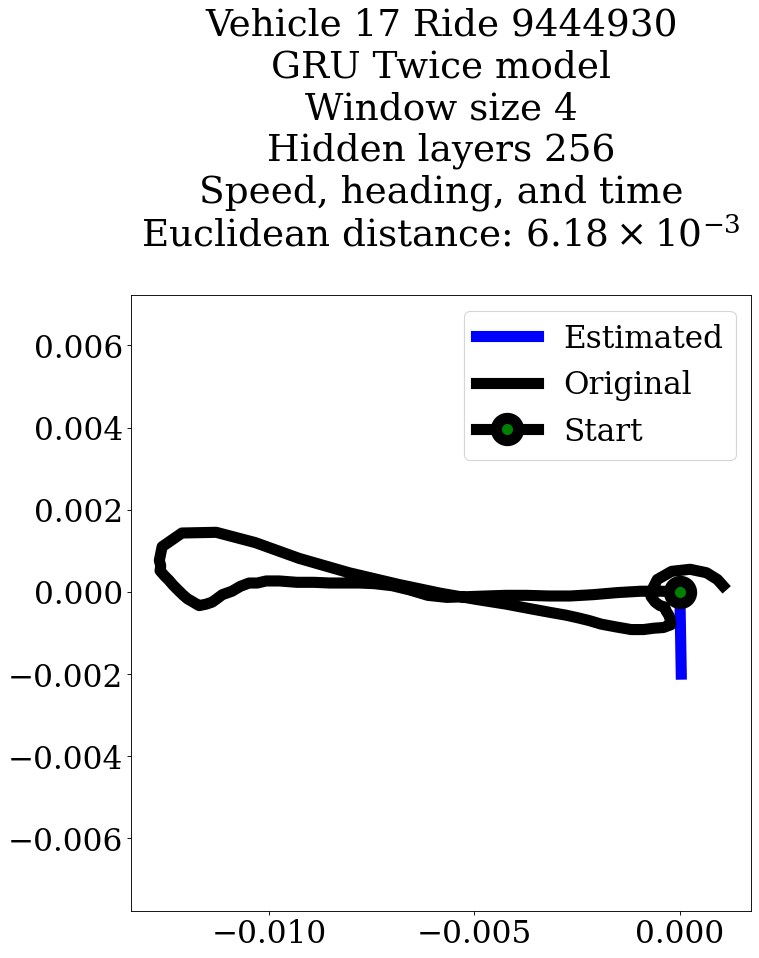 Vehicle 17 Ride 9444930
GRU Twice model
Window size 4
Hidden layers 256
Speed, heading, and time
Euclidean distance: 6.18 × 10⁻³
Estimated
Original
Start
0.006
0.004
0.002
0.000
−0.002
−0.004
−0.006
−0.010
−0.005
0.000